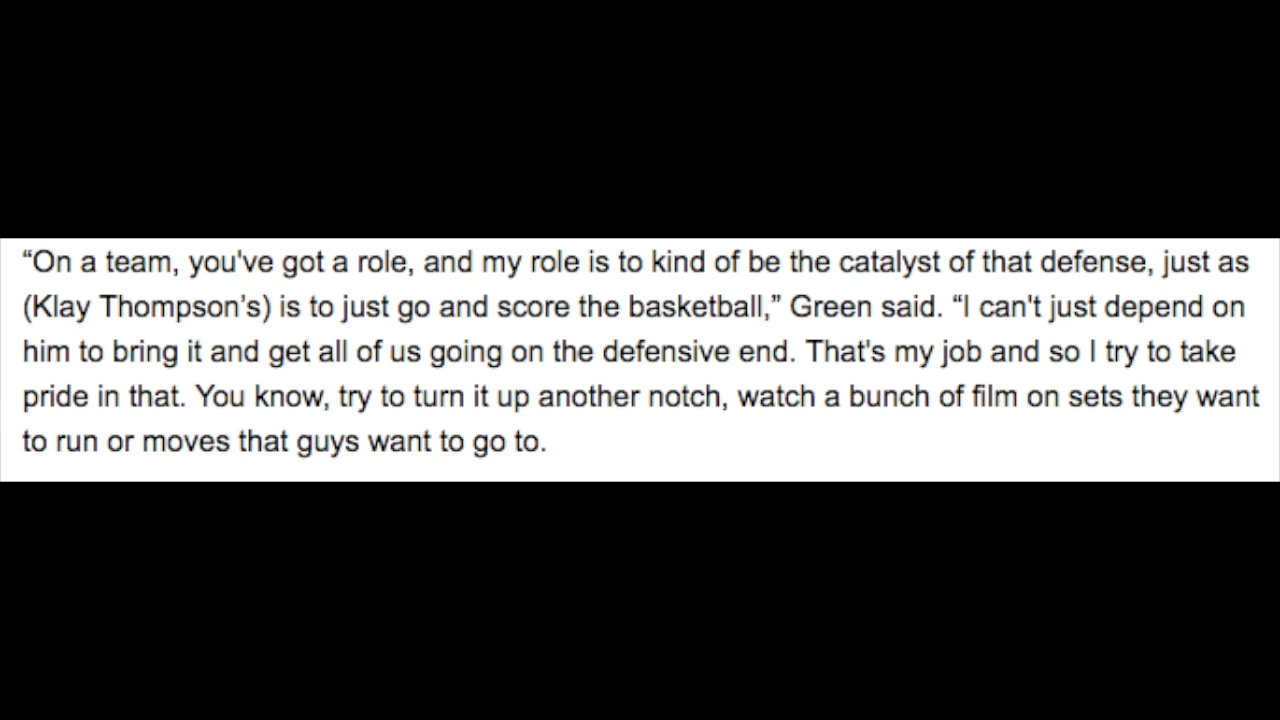 “On a team, you've got a role, and my role is to kind of be the catalyst of that defense, just as
(Klay Thompson’s) is to just go and score the basketball,” Green said. “I can't just depend on
him to bring it and get all of us going on the defensive end. That's my job and so I try to take
pride in that. You know, try to turn it up another notch, watch a bunch of film on sets they want
to run or moves that guys want to go to.